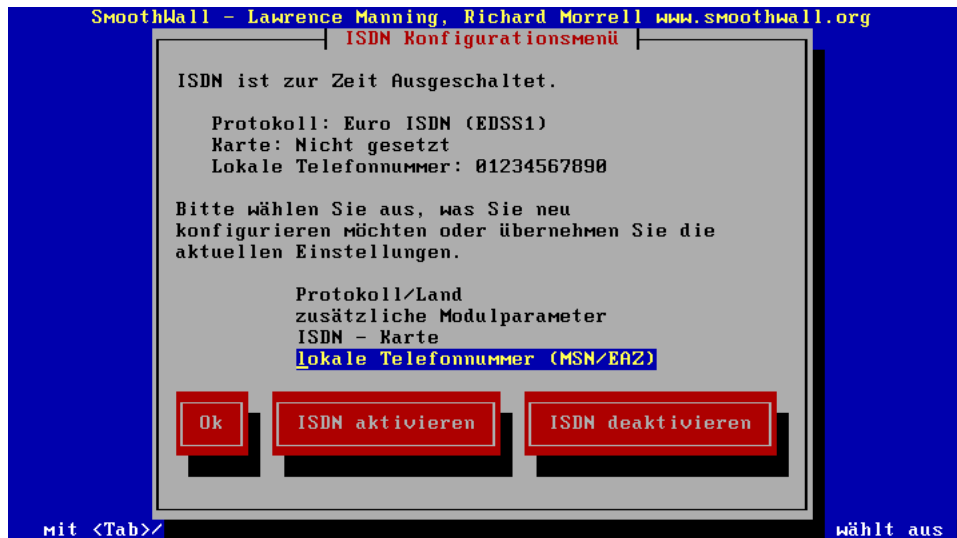 SmoothWall - Lawrence Manning, Richard Morrell www.smoothwall.org
ISDN Konfigurationsmenü
ISDN ist zur Zeit Ausgeschaltet.
Protokoll: Euro ISDN (EDSS1)
Karte: Nicht gesetzt
Lokale Telefonnummer: 01234567890
Bitte wählen Sie aus, was Sie neu
konfigurieren möchten oder übernehmen Sie die
aktuellen Einstellungen.
Protokoll/Land
zusätzliche Modulparameter
ISDN - Karte
lokale Telefonnummer (MSN/EAZ)
Ok ISDN aktivieren ISDN deaktivieren
mit <Tab>/ wählt aus